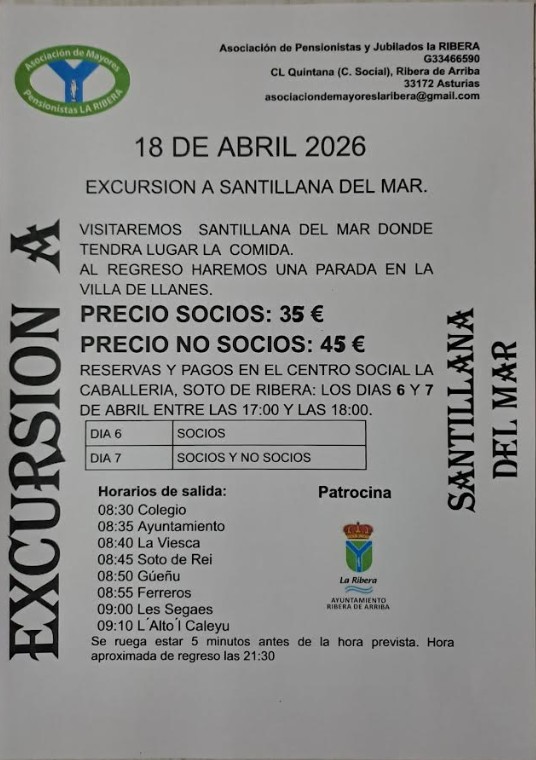 Asociación de Mayores
Pensionistas LA RIBERA
Asociación de Pensionistas y Jubilados la RIBERA
G33466590
CL Quintana (C. Social), Ribera de Arriba
33172 Asturias
asociaciondemayoreslaribera@gmail.com
18 DE ABRIL 2026
EXCURSION A SANTILLANA DEL MAR.
EXCURSION A
VISITAREMOS SANTILLANA DEL MAR DONDE
TENDRA LUGAR LA COMIDA.
AL REGRESO HAREMOS UNA PARADA EN LA
VILLA DE LLANES.
PRECIO SOCIOS: 35 €
PRECIO NO SOCIOS: 45 €
RESERVAS Y PAGOS EN EL CENTRO SOCIAL LA
CABALLERIA, SOTO DE RIBERA: LOS DIAS 6 Y 7
DE ABRIL ENTRE LAS 17:00 Y LAS 18:00.
DIA 6 SOCIOS
DIA 7 SOCIOS Y NO SOCIOS
SANTILLANA
DEL MAR
Horarios de salida:
08:30 Colegio
08:35 Ayuntamiento
08:40 La Viesca
08:45 Soto de Rei
08:50 Gúeñu
08:55 Ferreros
09:00 Les Segaes
09:10 L´Alto´l Caleyu
Patrocina
La Ribera
AYUNTAMIENTO
RIBERA DE ARRIBA
Se ruega estar 5 minutos antes de la hora prevista. Hora
aproximada de regreso las 21:30